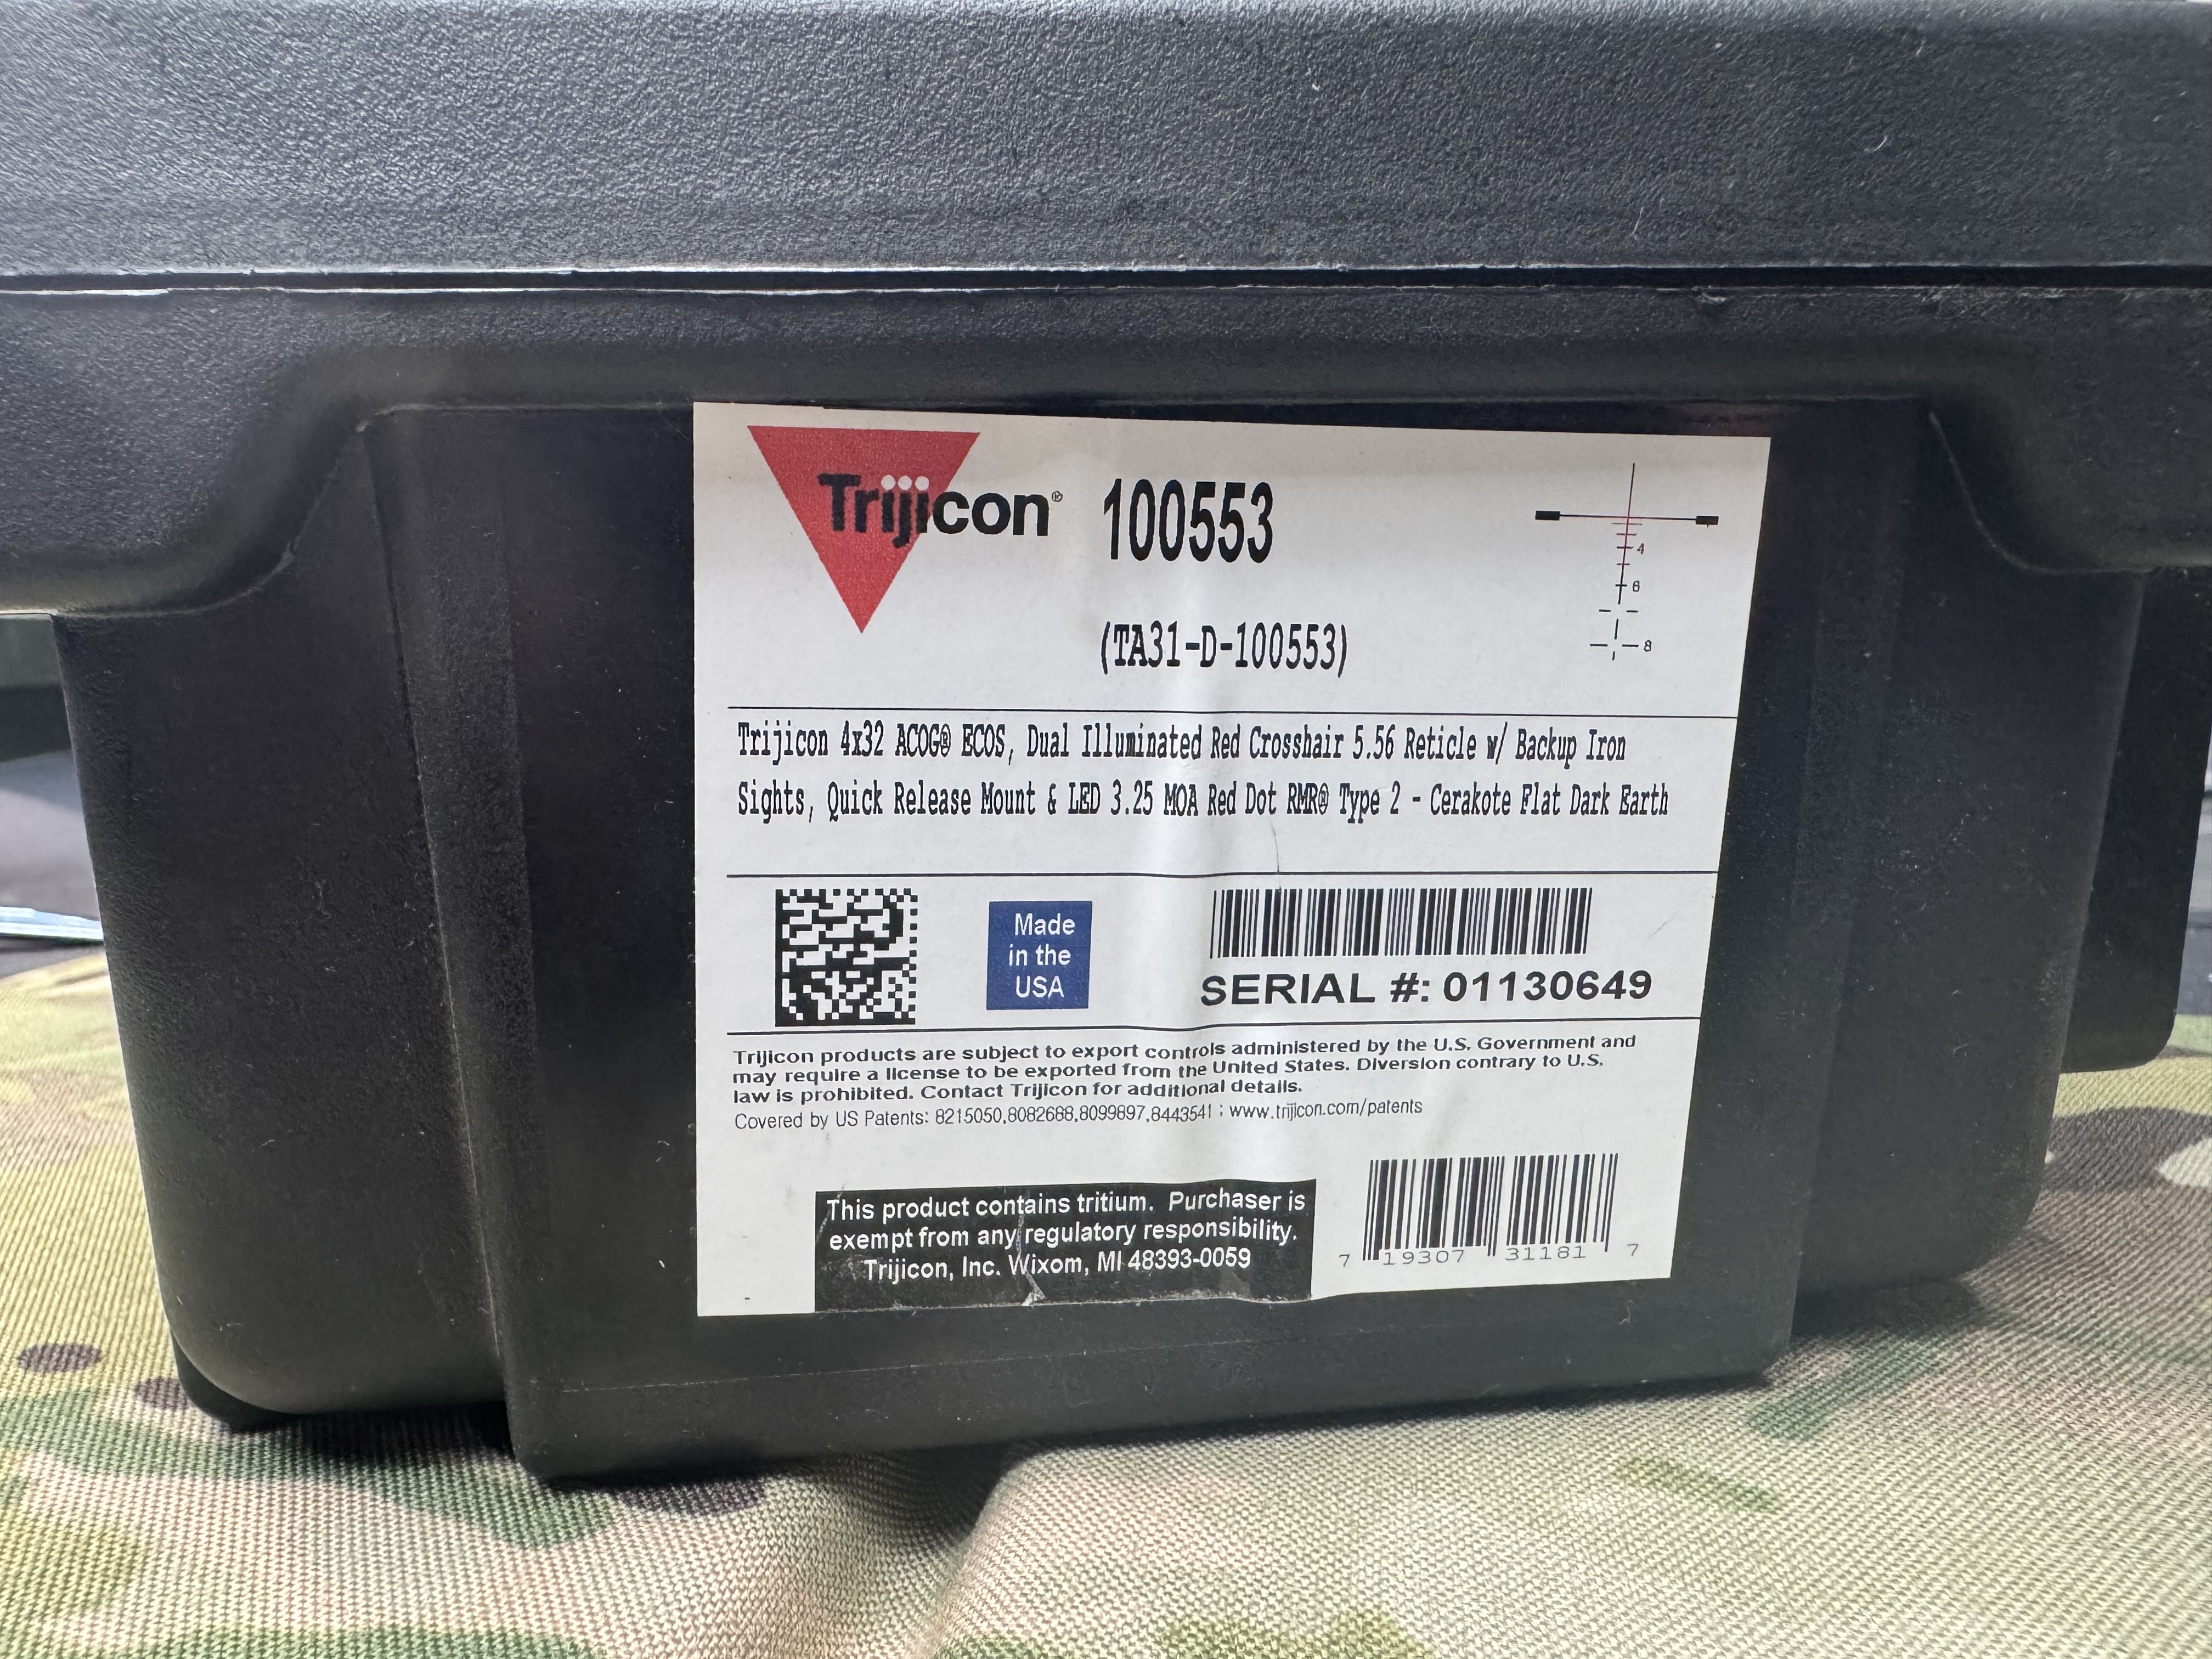 Trijicon® 100553
4
6
8
(TA31-D-100553)
Trijicon 4x32 ACOG® ECOS, Dual Illuminated Red Crosshair 5.56 Reticle w/ Backup Iron
Sights, Quick Release Mount & LED 3.25 MOA Red Dot RMR® Type 2 - Cerakote Flat Dark Earth
Made
in the
USA
SERIAL #: 01130649
Trijicon products are subject to export controls administered by the U.S. Government and
may require a license to be exported from the United States. Diversion contrary to U.S.
law is prohibited. Contact Trijicon for additional details.
Covered by US Patents: 8215050,8082688,8099897,8443541 ; www.trijicon.com/patents
This product contains tritium. Purchaser is
exempt from any regulatory responsibility.
Trijicon, Inc. Wixom, MI 48393-0059
7 19307 31181 7